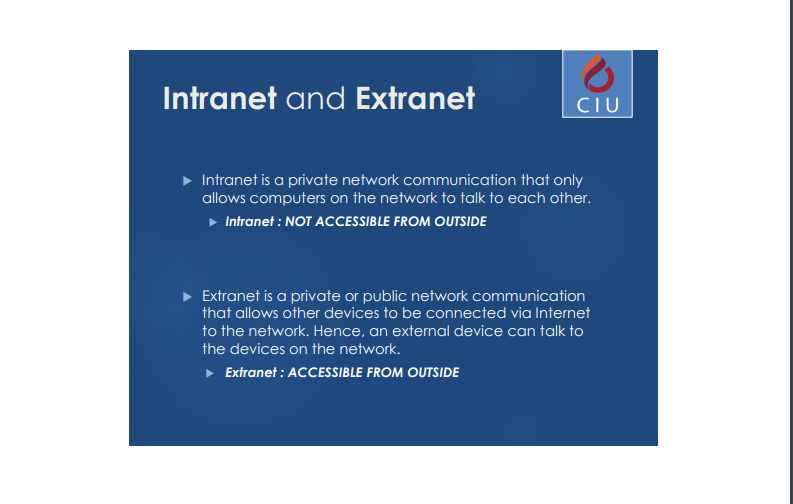 Intranet and Extranet
CIU
Intranet is a private network communication that only
allows computers on the network to talk to each other.
Intranet : NOT ACCESSIBLE FROM OUTSIDE
Extranet is a private or public network communication
that allows other devices to be connected via Internet
to the network. Hence, an external device can talk to
the devices on the network.
Extranet : ACCESSIBLE FROM OUTSIDE